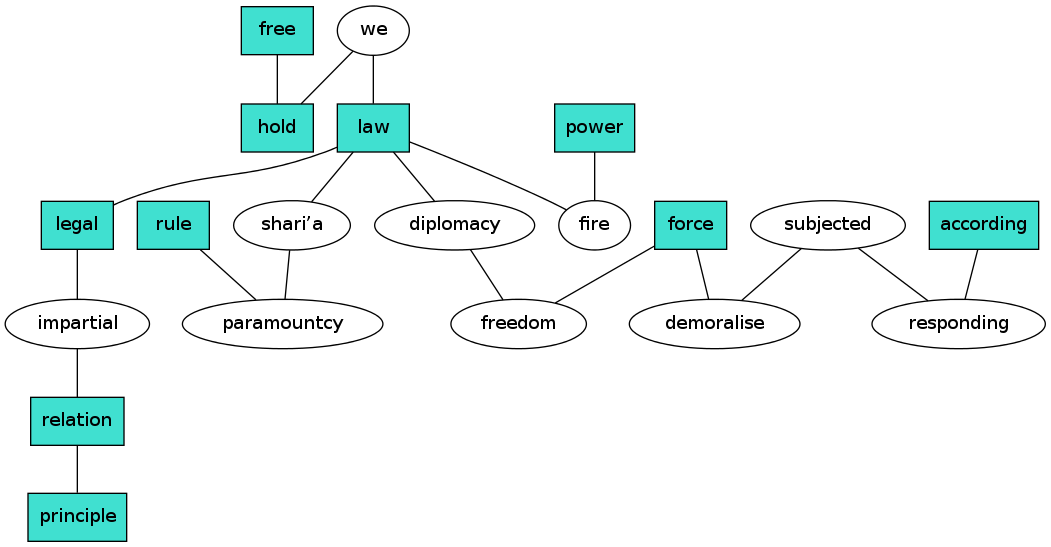 free
we
hold
law
power
legal
rule
shari’a
diplomacy
fire
force
subjected
according
impartial
paramountcy
freedom
demoralise
responding
relation
principle